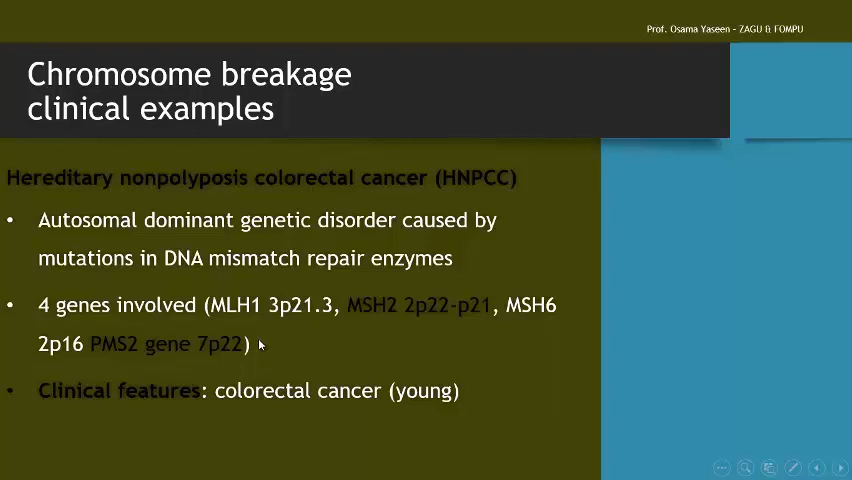 Prof. Osama Yaseen – ZAGU & FOMPU
Chromosome breakage
clinical examples
Hereditary nonpolyposis colorectal cancer (HNPCC)
• Autosomal dominant genetic disorder caused by
mutations in DNA mismatch repair enzymes
• 4 genes involved (MLH1 3p21.3, MSH2 2p22-p21, MSH6
2p16 PMS2 gene 7p22)
• Clinical features: colorectal cancer (young)